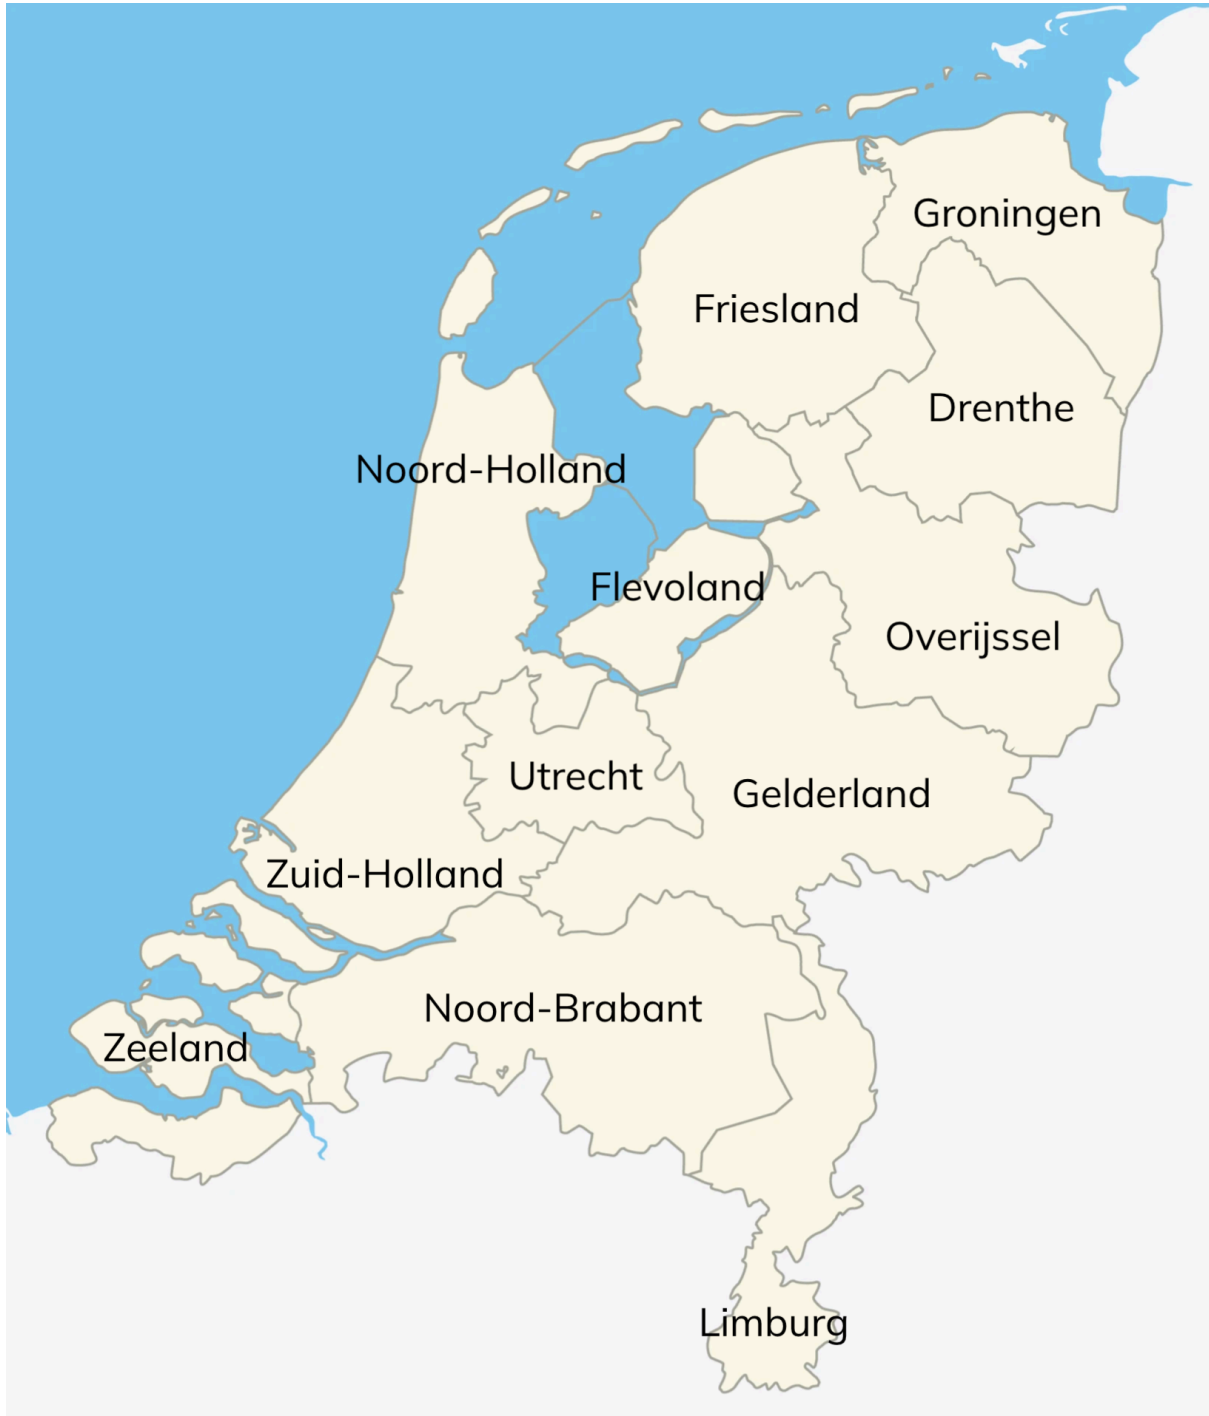 Groningen
Friesland
Drenthe
Noord-Holland
Flevoland
Overijssel
Utrecht
Gelderland
Zuid-Holland
Noord-Brabant
Zeeland
Limburg